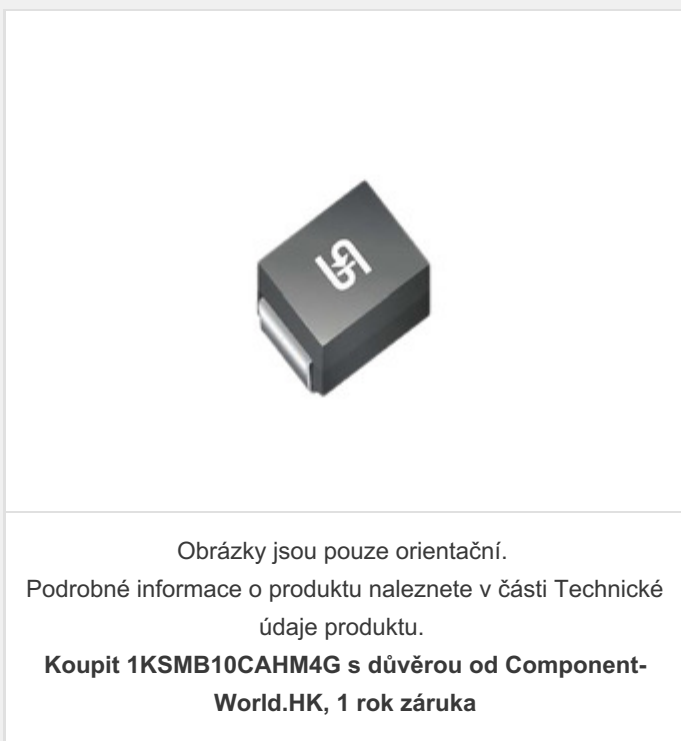 Obrázky jsou pouze orientační.
Podrobné informace o produktu naleznete v části Technické
údaje produktu.
Koupit 1KSMB10CAHM4G s důvěrou od Component-
World.HK, 1 rok záruka